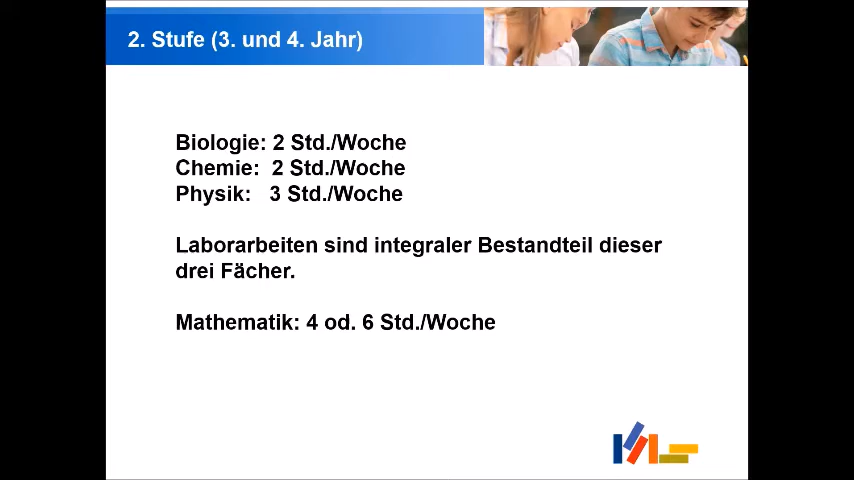 2. Stufe (3. und 4. Jahr)
Biologie: 2 Std./Woche
Chemie: 2 Std./Woche
Physik: 3 Std./Woche
Laborarbeiten sind integraler Bestandteil dieser
drei Fächer.
Mathematik: 4 od. 6 Std./Woche